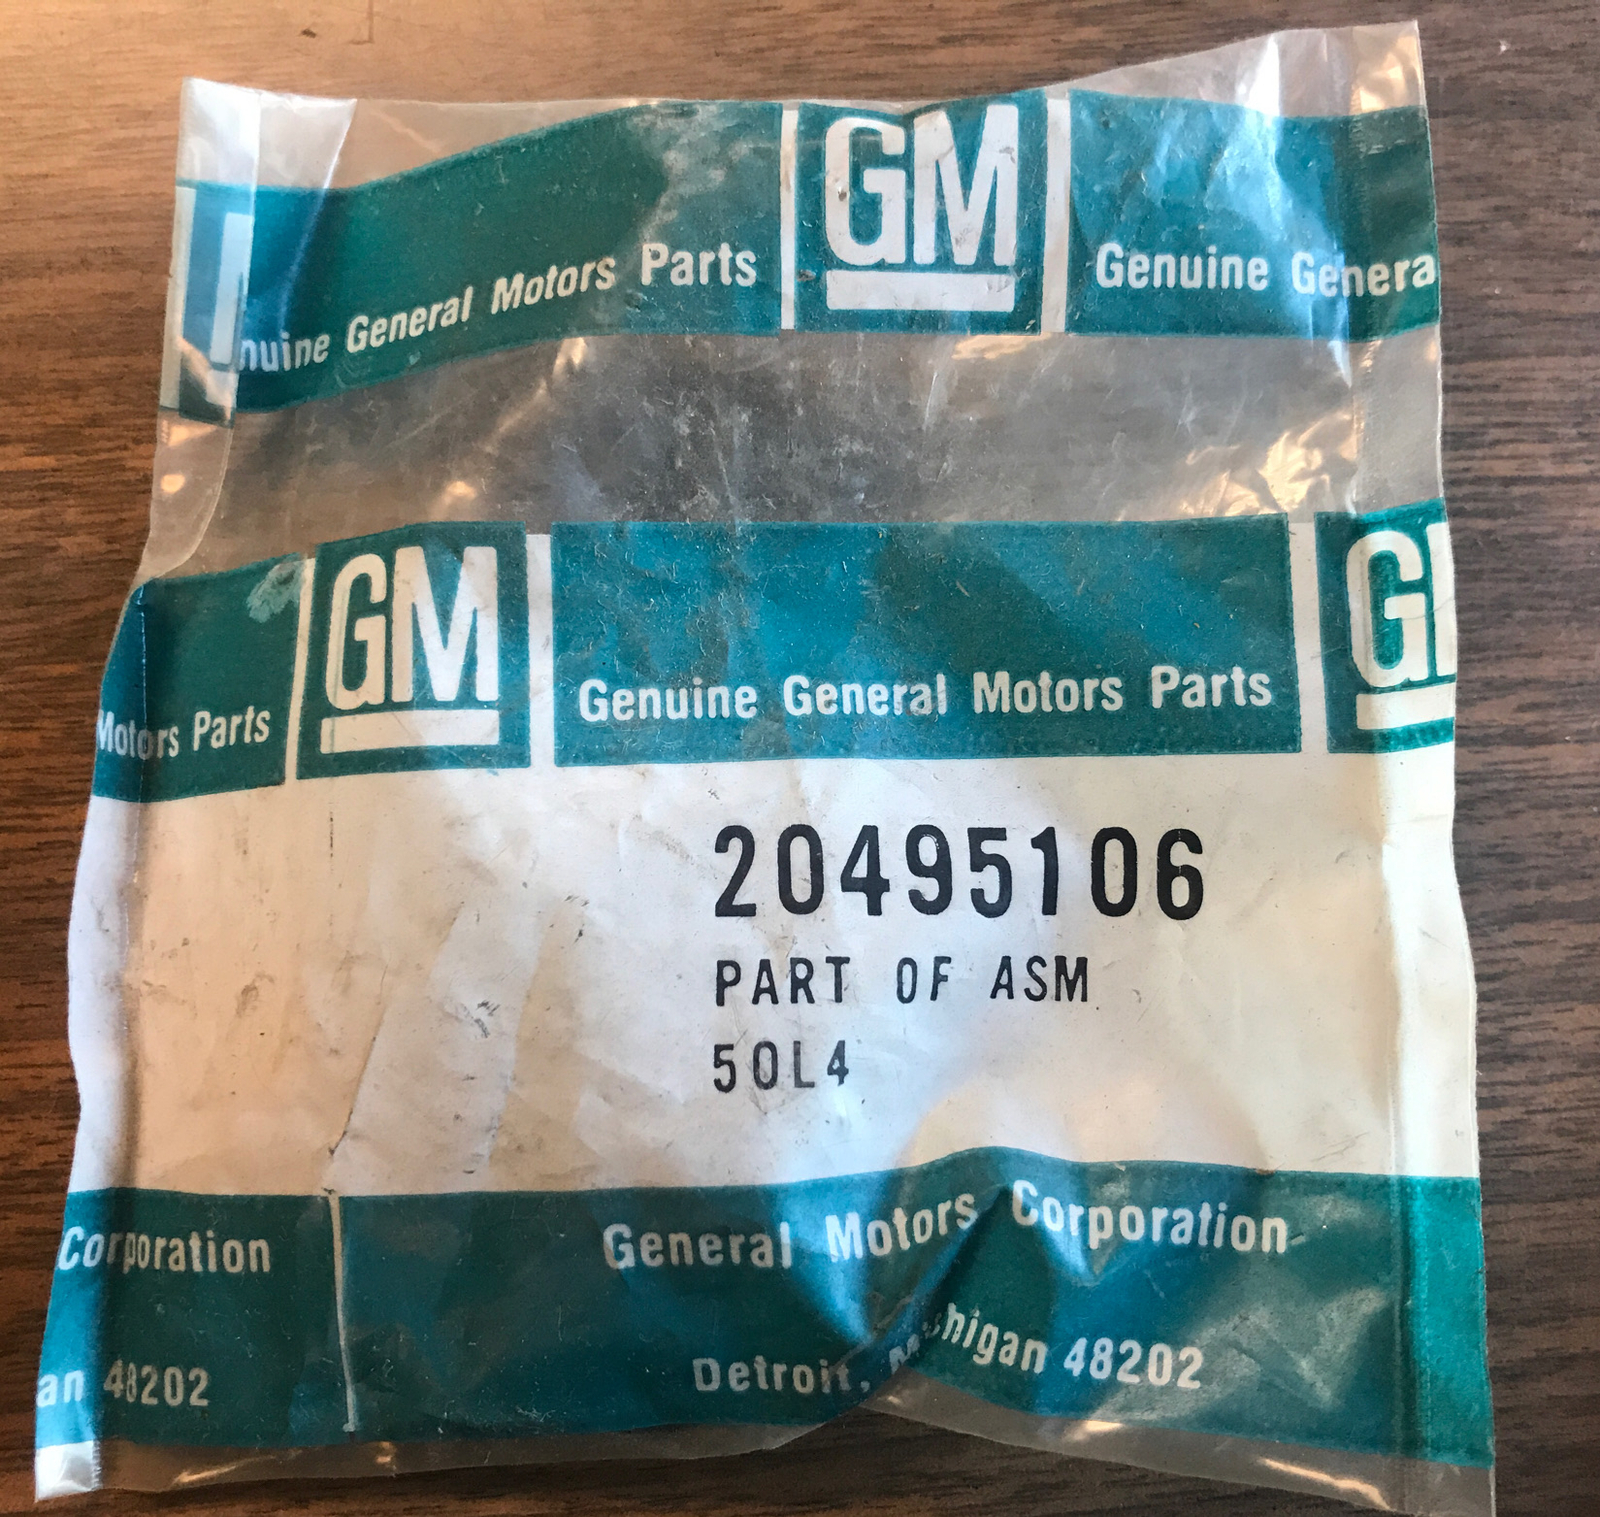 nuine General Motors Parts GM Genuine Genera
Motors Parts GM Genuine General Motors Parts G
20495106
PART OF ASM
50L4
Corporation General Motors Corporation
an 48202 Detroit, Michigan 48202